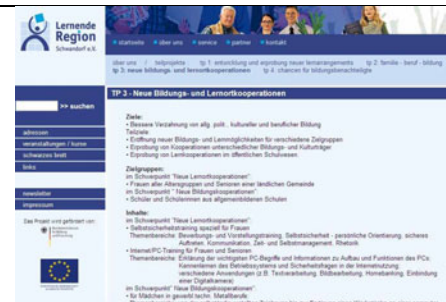 Lernende
Region
Schwandorf e.V.
startseite über uns service partner kontakt
über uns / teilprojekte tp 1: entwicklung und erprobung neuer lernarrangements tp 2: familie - beruf - bildung
tp 3: neue bildungs- und lernortkooperationen tp 4: chancen für bildungsbenachteiligte
TP 3 - Neue Bildungs- und Lernortkooperationen
>> suchen
adressen
veranstaltungen / kurse
schwarzes brett
links
newsletter
impressum
Das Projekt wird gefördert von:
Ziele:
• Bessere Verzahnung von allg. polit., kultureller und beruflicher Bildung
Teilziele:
• Eröffnung neuer Bildungs- und Lernmöglichkeiten für verschiedene Zielgruppen
• Erprobung von Kooperationen unterschiedlicher Bildungs- und Kulturträger
• Erprobung von Lernkooperationen im öffentlichen Schulwesen
Zielgruppen:
im Schwerpunkt "Neue Lernortkooperationen":
• Frauen aller Altersgruppen und Senioren einer ländlichen Gemeinde
im Schwerpunkt " Neue Bildungskooperationen":
• Schüler und Schülerinnen aus allgemeinbildenen Schulen
Inhalte:
im Schwerpunkt "Neue Lernortkooperationen":
• Selbstsicherheitstraining speziell für Frauen
Themenbereiche: Bewerbungs- und Vorstellungstraining, Selbstsicherheit - persönliche Orientierung, sicheres
Auftreten, Kommunikation, Zeit- und Selbstmanagement, Rhetorik
• Internet/PC-Training für Frauen und Senioren
Themenbereiche: Erklärung der wichtigsten PC-Begriffe und Informationen zu Aufbau und Funktionen des PCs:
Kennenlernen des Betriebssystems und Sicherheitsfragen in der Internetnutzung:
verschiedene Anwendungen (z.B. Textverarbeitung, Bildbearbeitung, Homebanking, Einbindung
einer Digitalkamera)
im Schwerpunkt "Neue Bildungskooperationen":
• für Mädchen in gewerbl.techn. Metallberufe